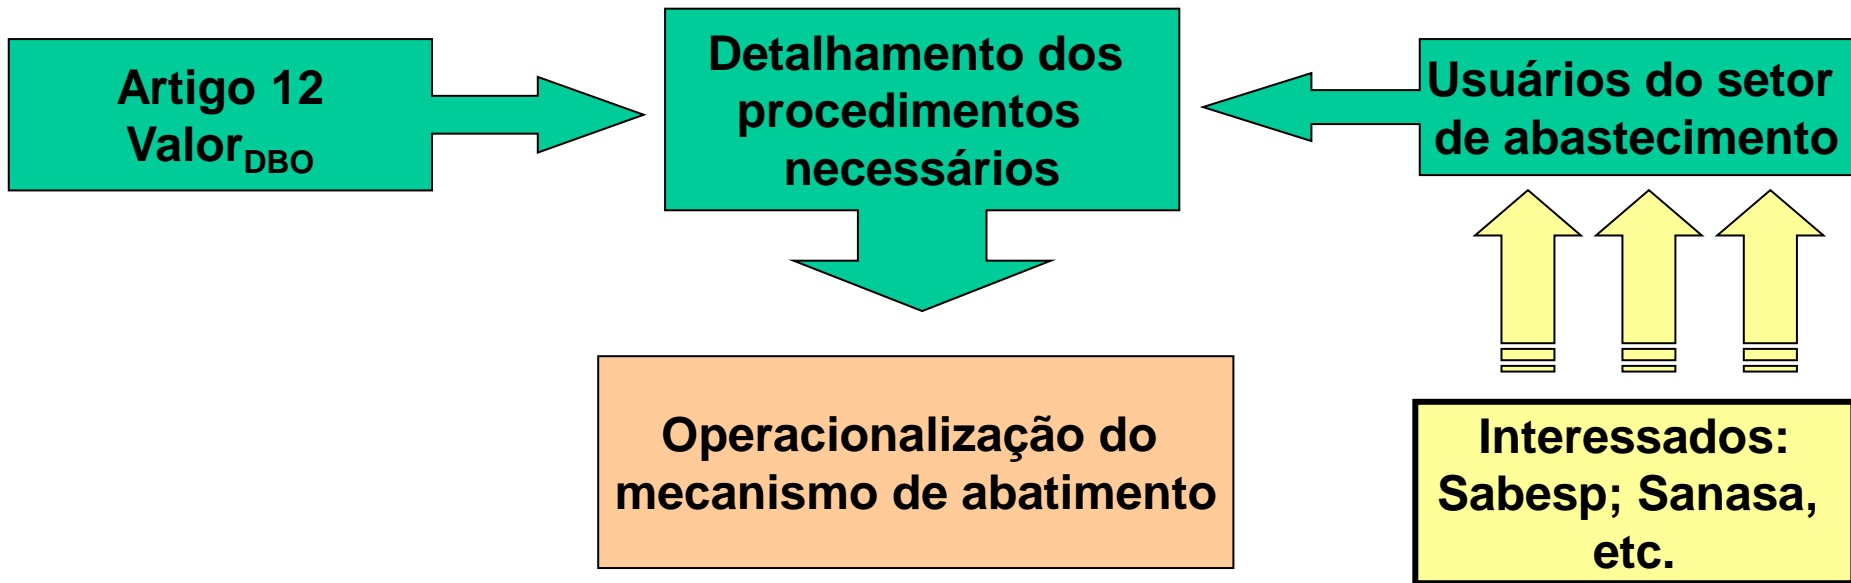 Artigo 12
Valor_DBO
Detalhamento dos
procedimentos
necessários
Usuários do setor
de abastecimento
Operacionalização do
mecanismo de abatimento
Interessados:
Sabesp; Sanasa,
etc.